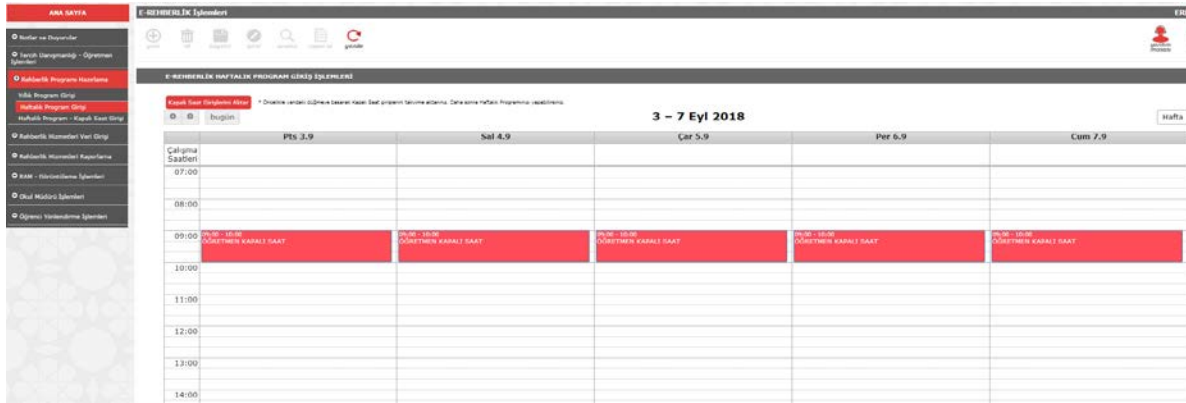 ANA SAYFA
E-REHBERLİK İşlemleri
Notlar ve Duyurular
Tercih Danışmanlığı - Öğretmen
İşlemleri
Rehberlik Programı Hazırlama
Yıllık Program Girişi
Haftalık Program Girişi
Haftalık Program - Kapalı Saat Girişi
Rehberlik Hizmetleri Veri Girişi
Rehberlik Hizmetleri Raporlama
RAM - Görüntüleme İşlemleri
Okul Müdürü İşlemleri
Öğrenci Yönlendirme İşlemleri
yenile
E-REHBERLİK HAFTALIK PROGRAM GİRİŞ İŞLEMLERİ
Kapalı Saat Girişlerini Aktar
bugün
3 – 7 Eyl 2018
Hafta
Pts 3.9
Sal 4.9
Çar 5.9
Per 6.9
Cum 7.9
Çalışma
Saatleri
07:00
08:00
09:00
09:00 - 10:00
ÖĞRETMEN KAPALI SAAT
09:00 - 10:00
ÖĞRETMEN KAPALI SAAT
09:00 - 10:00
ÖĞRETMEN KAPALI SAAT
09:00 - 10:00
ÖĞRETMEN KAPALI SAAT
09:00 - 10:00
ÖĞRETMEN KAPALI SAAT
10:00
11:00
12:00
13:00
14:00